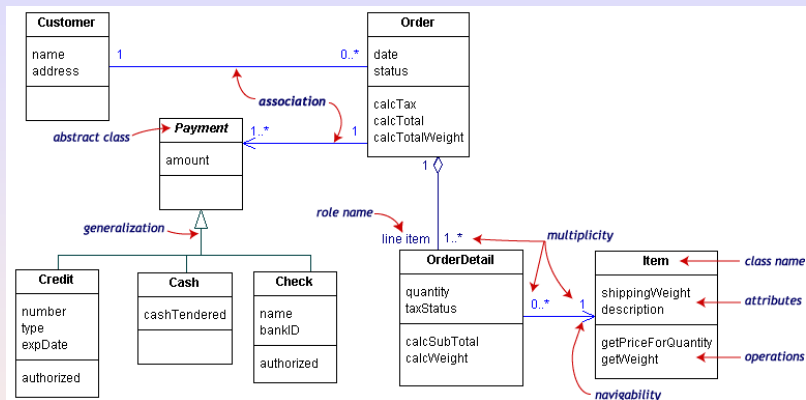 Customer
name
address
1
0..*
Order
date
status
calcTax
calcTotal
calcTotalWeight
association
abstract class
Payment
amount
1..*
1
1
generalization
role name
line item
1..*
multiplicity
Credit
number
type
expDate
authorized
Cash
cashTendered
Check
name
bankID
authorized
OrderDetail
quantity
taxStatus
calcSubTotal
calcWeight
0..*
1
Item
shippingWeight
description
getPriceForQuantity
getWeight
class name
attributes
operations
navigability